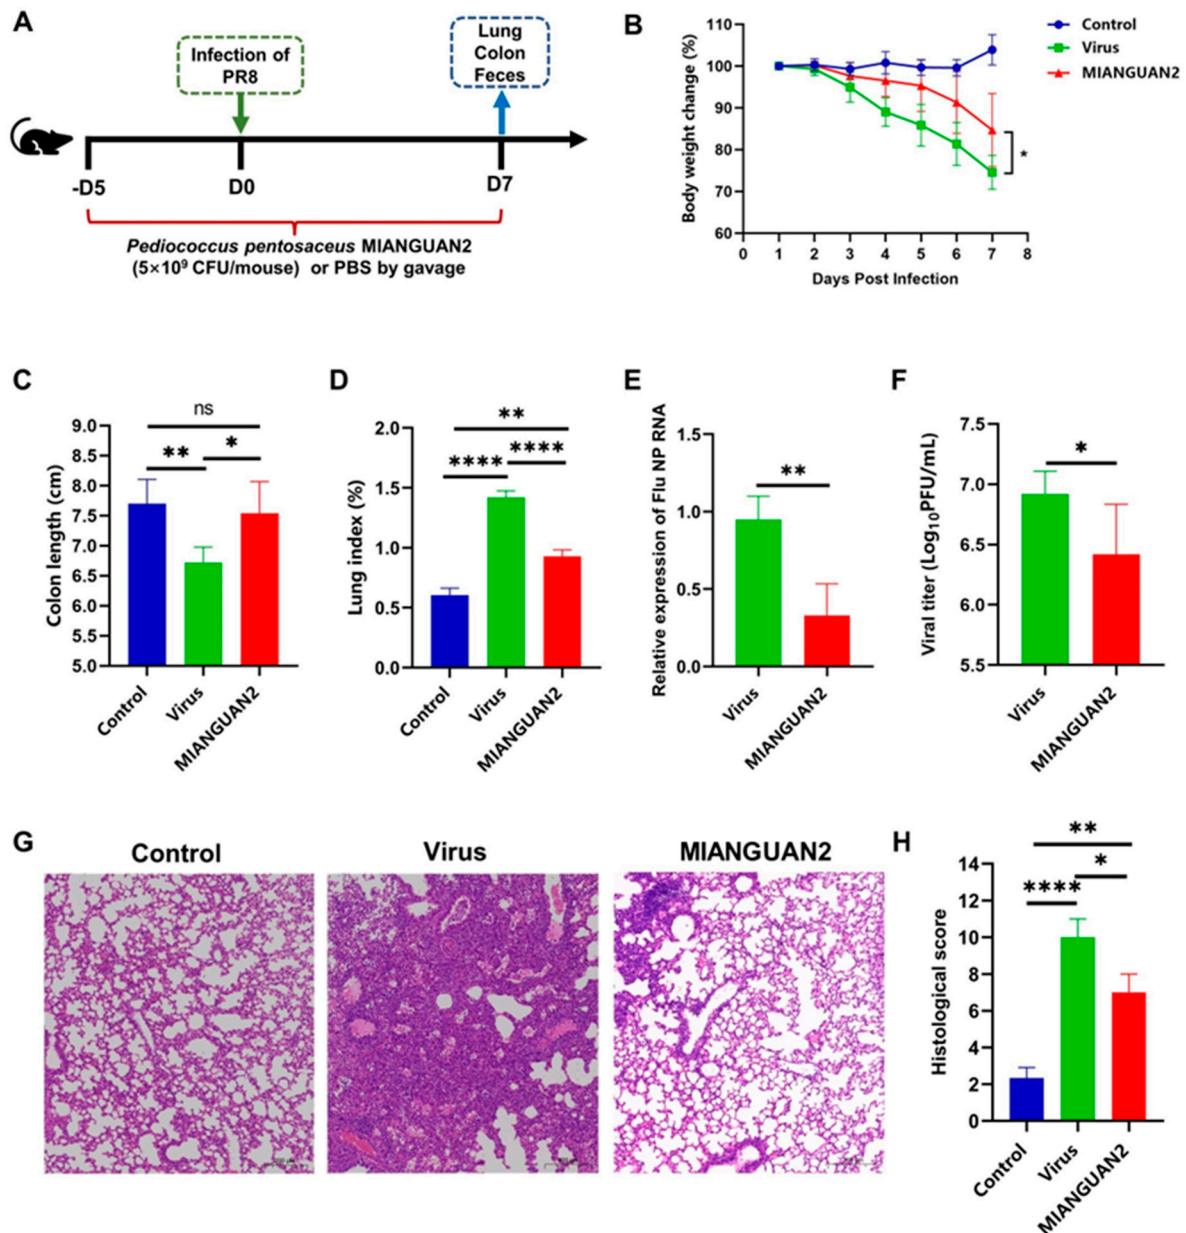 A
Infection of
PR8
Lung
Colon
Feces
-D5
D0
D7
Pediococcus pentosaceus MIANGUAN2
(5×10⁹ CFU/mouse) or PBS by gavage
B
Body weight change (%)
110
100
90
80
70
60
0 1 2 3 4 5 6 7 8
Days Post Infection
Control
Virus
MIANGUAN2
*
C
Colon length (cm)
9.0
8.5
8.0
7.5
7.0
6.5
6.0
5.5
5.0
ns
**
*
Control
Virus
MIANGUAN2
D
Lung index (%)
2.0
1.5
1.0
0.5
0.0
**
****
****
Control
Virus
MIANGUAN2
E
Relative expression of Flu NP RNA
1.5
1.0
0.5
0.0
**
Virus
MIANGUAN2
F
Viral titer (Log₁₀PFU/mL)
7.5
7.0
6.5
6.0
5.5
*
Virus
MIANGUAN2
G
Control
Virus
MIANGUAN2
H
Histological score
14
12
10
8
6
4
2
0
**
*
****
Control
Virus
MIANGUAN2